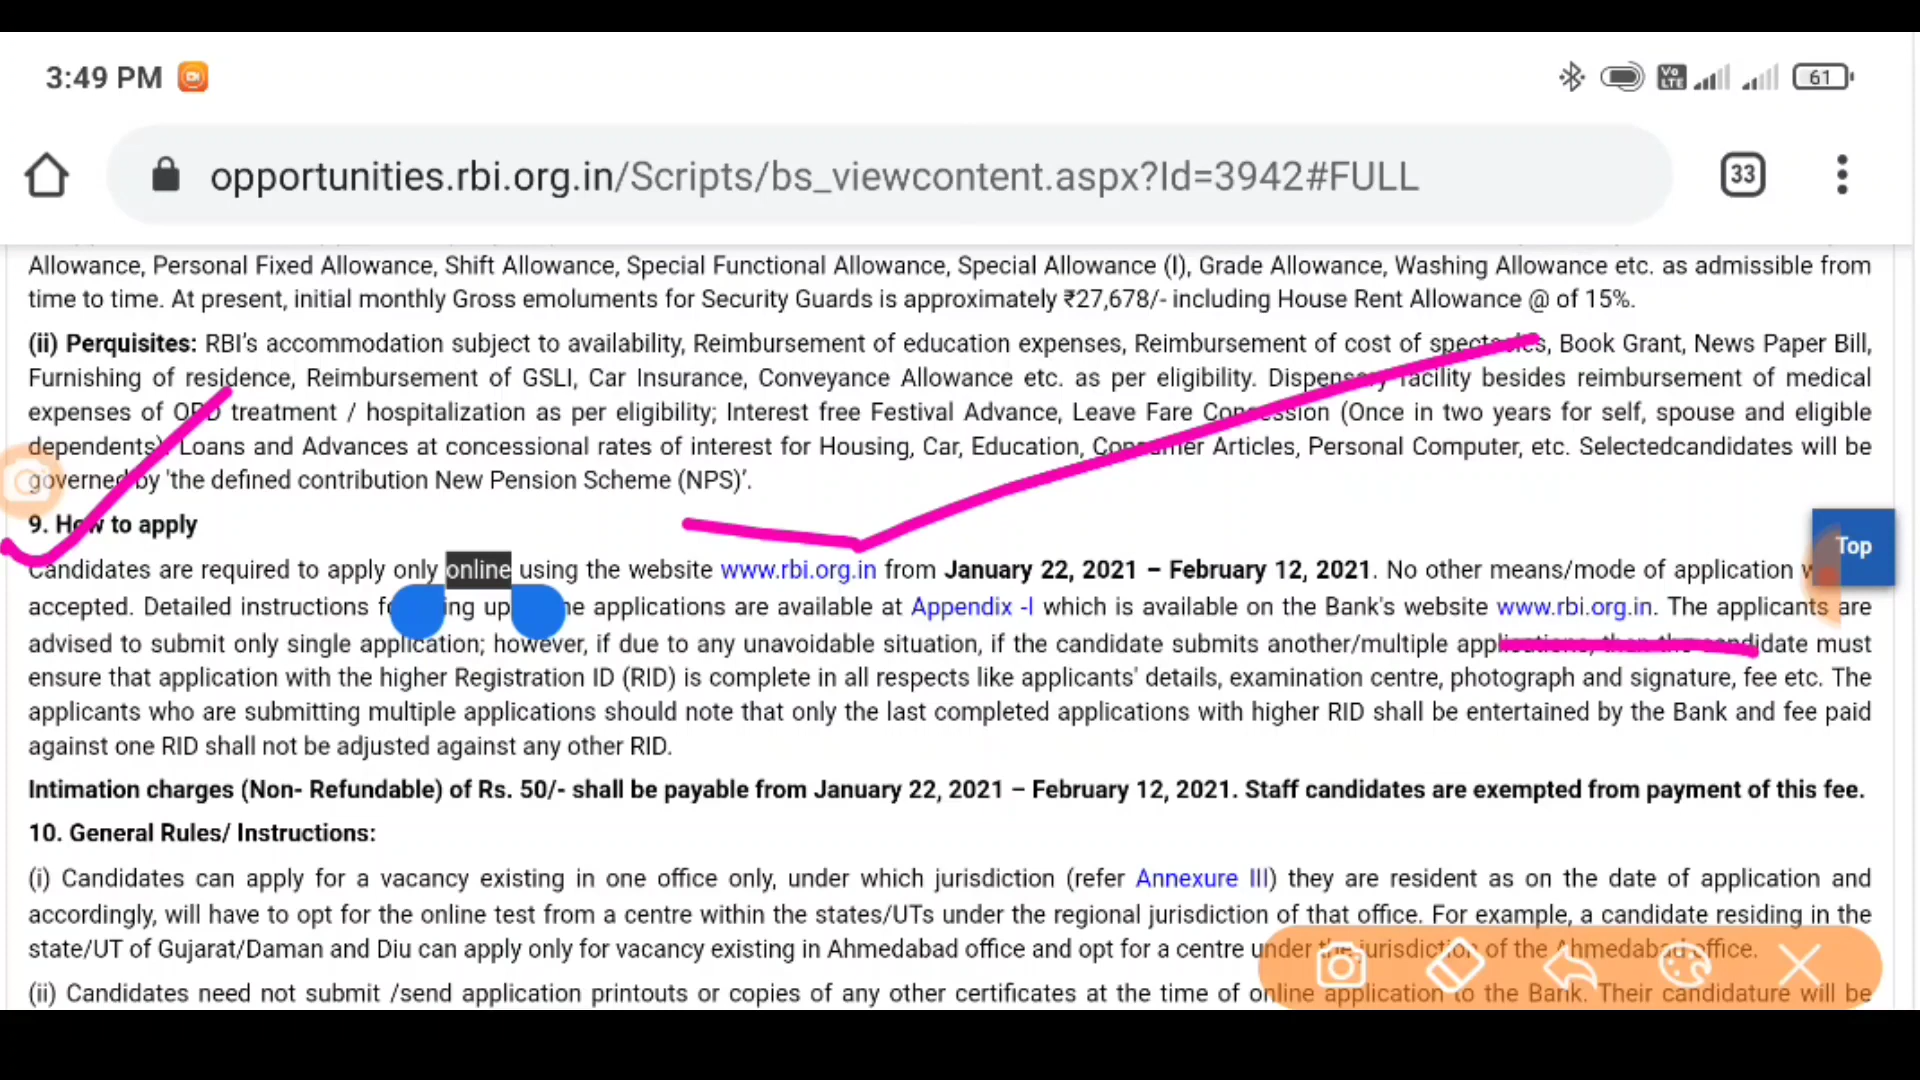 3:49 PM
Vo LTE
61
opportunities.rbi.org.in/Scripts/bs_viewcontent.aspx?Id=3942#FULL
33
Allowance, Personal Fixed Allowance, Shift Allowance, Special Functional Allowance, Special Allowance (I), Grade Allowance, Washing Allowance etc. as admissible from
time to time. At present, initial monthly Gross emoluments for Security Guards is approximately ₹27,678/- including House Rent Allowance @ of 15%.
(ii) Perquisites: RBI's accommodation subject to availability, Reimbursement of education expenses, Reimbursement of cost of spectacles, Book Grant, News Paper Bill,
Furnishing of residence, Reimbursement of GSLI, Car Insurance, Conveyance Allowance etc. as per eligibility. Dispensary facility besides reimbursement of medical
expenses of OPD treatment / hospitalization as per eligibility; Interest free Festival Advance, Leave Fare Concession (Once in two years for self, spouse and eligible
dependents). Loans and Advances at concessional rates of interest for Housing, Car, Education, Consumer Articles, Personal Computer, etc. Selectedcandidates will be
governed by 'the defined contribution New Pension Scheme (NPS)'.
9. How to apply
Top
Candidates are required to apply only online using the website www.rbi.org.in from January 22, 2021 – February 12, 2021. No other means/mode of application
accepted. Detailed instructions up the applications are available at Appendix -I which is available on the Bank's website www.rbi.org.in. The applicants are
advised to submit only single application; however, if due to any unavoidable situation, if the candidate submits another/multiple applications, then the candidate must
ensure that application with the higher Registration ID (RID) is complete in all respects like applicants' details, examination centre, photograph and signature, fee etc. The
applicants who are submitting multiple applications should note that only the last completed applications with higher RID shall be entertained by the Bank and fee paid
against one RID shall not be adjusted against any other RID.
Intimation charges (Non- Refundable) of Rs. 50/- shall be payable from January 22, 2021 – February 12, 2021. Staff candidates are exempted from payment of this fee.
10. General Rules/ Instructions:
(i) Candidates can apply for a vacancy existing in one office only, under which jurisdiction (refer Annexure III) they are resident as on the date of application and
accordingly, will have to opt for the online test from a centre within the states/UTs under the regional jurisdiction of that office. For example, a candidate residing in the
state/UT of Gujarat/Daman and Diu can apply only for vacancy existing in Ahmedabad office and opt for a centre under the jurisdiction of the Ahmedabad office.
(ii) Candidates need not submit /send application printouts or copies of any other certificates at the time of online application to the Bank. Their candidature will be